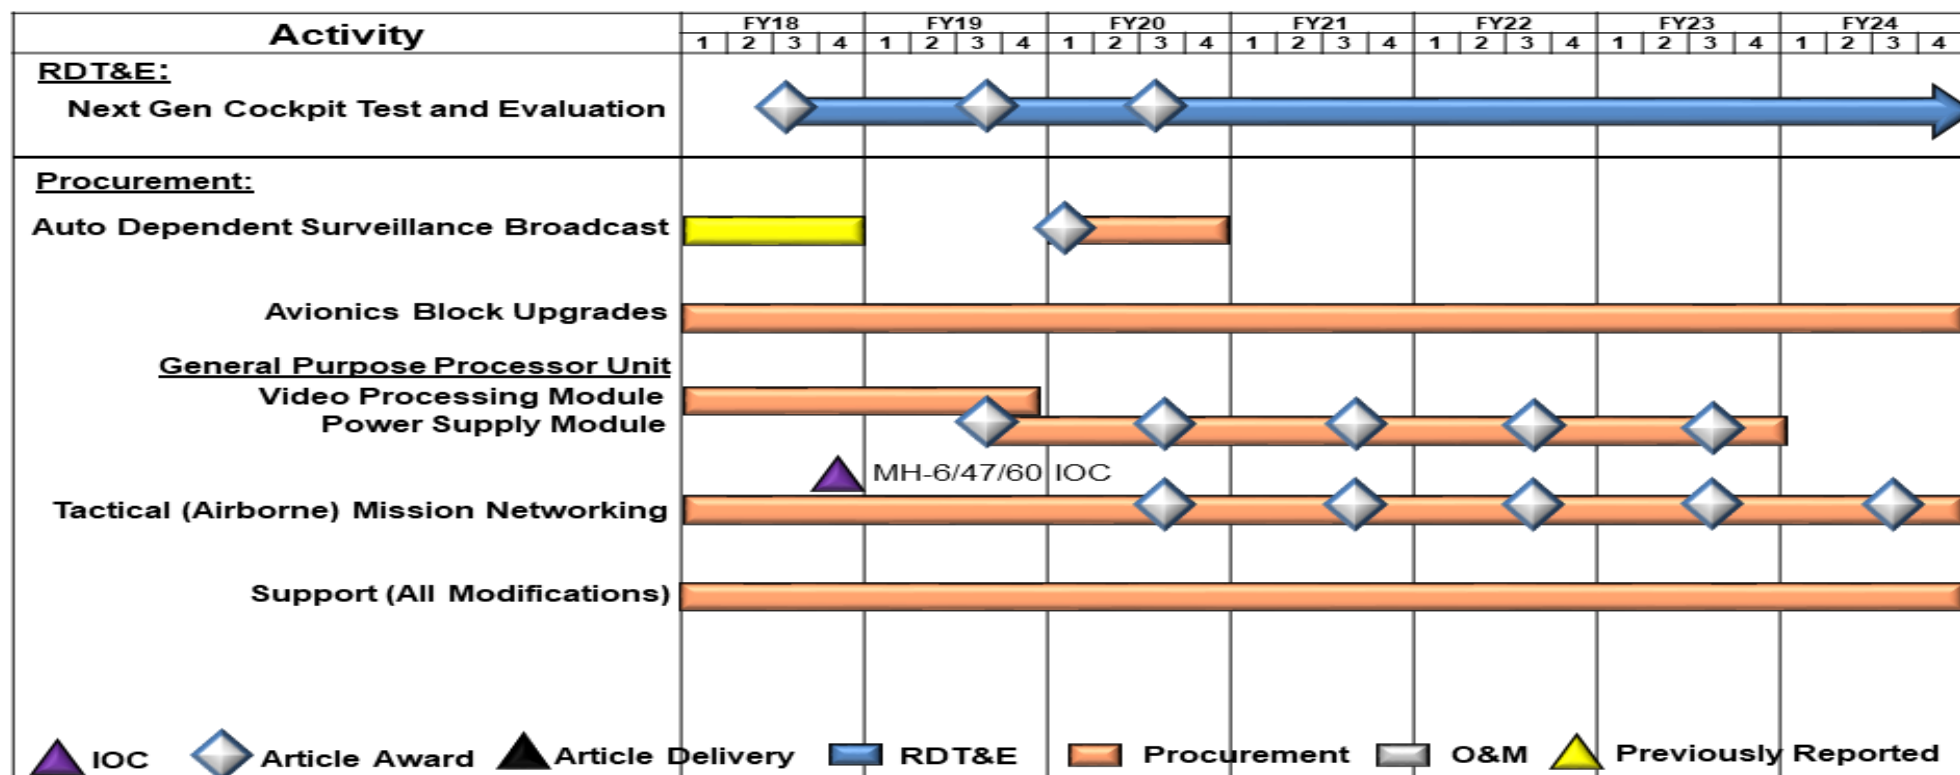 Activity
FY18 FY19 FY20 FY21 FY22 FY23 FY24
1 2 3 4 1 2 3 4 1 2 3 4 1 2 3 4 1 2 3 4 1 2 3 4 1 2 3 4
RDT&E:
Next Gen Cockpit Test and Evaluation
Procurement:
Auto Dependent Surveillance Broadcast
Avionics Block Upgrades
General Purpose Processor Unit
Video Processing Module
Power Supply Module
MH-6/47/60 IOC
Tactical (Airborne) Mission Networking
Support (All Modifications)
IOC Article Award Article Delivery RDT&E Procurement O&M Previously Reported